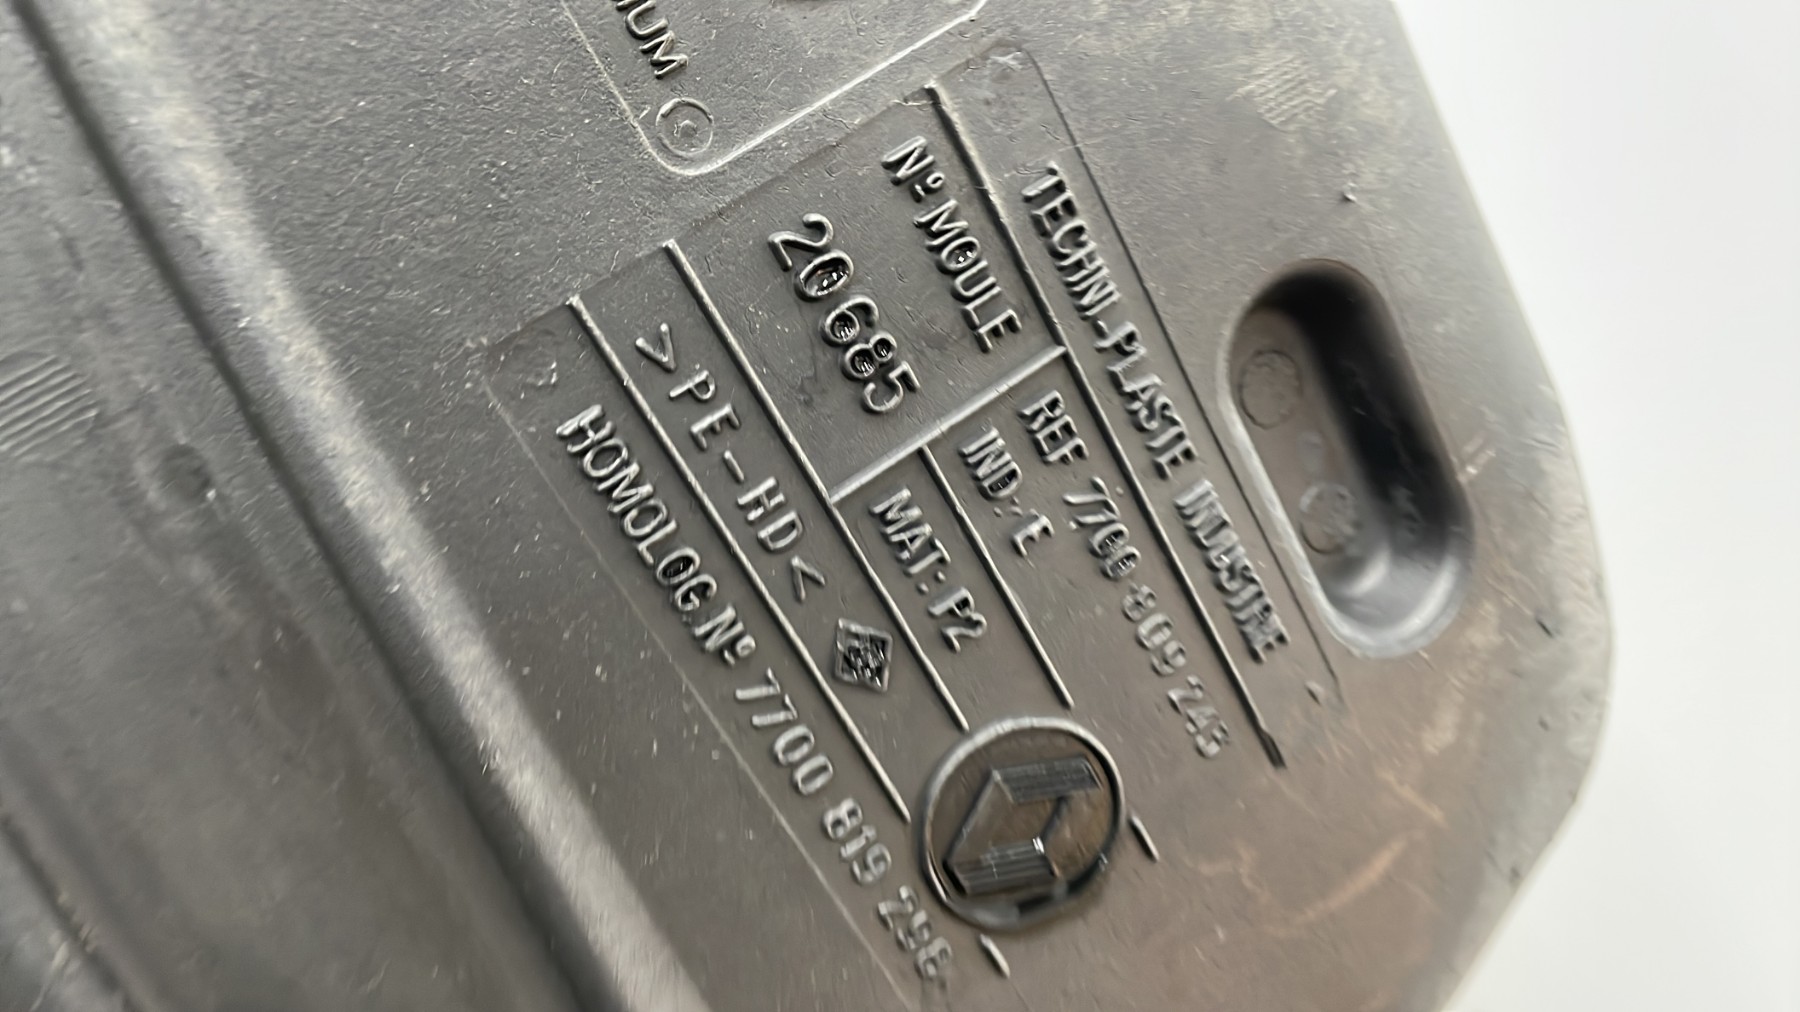 ©
TECHNI-PLASTE INDUSTRIE
Nº MOULE
20685
REF 7700 809 243
IND: E
MAT: P2
>PE-HD<
HOMOLOG. Nº 7700 819 296